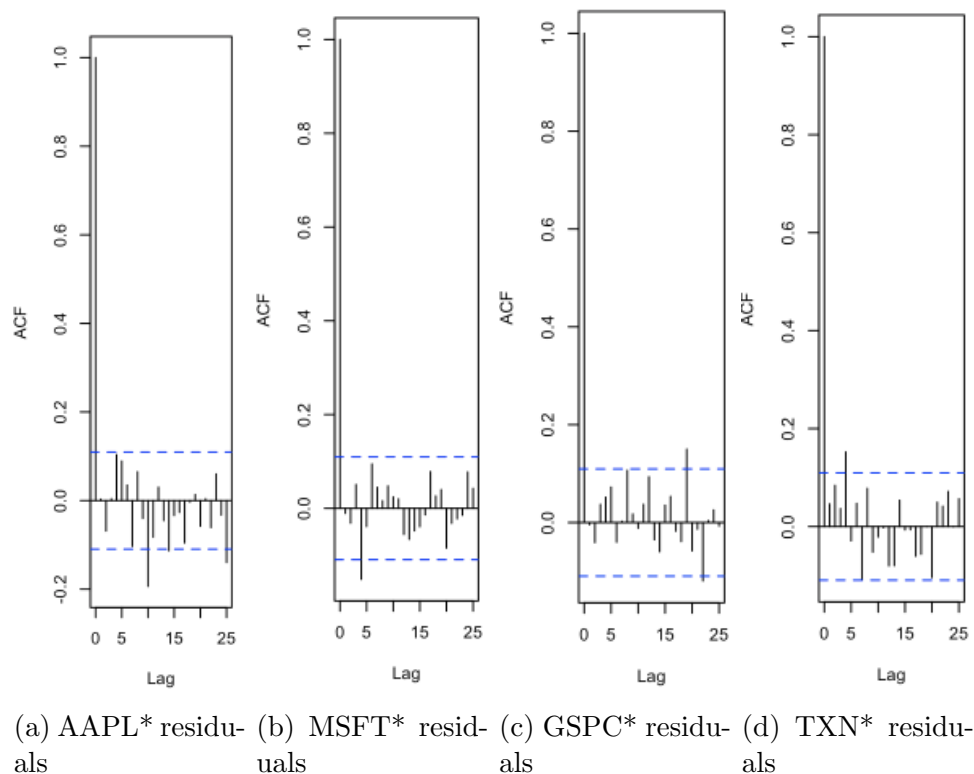 ACF
1.0
0.8
0.6
0.4
0.2
0.0
-0.2
0 5 15 25
Lag
ACF
1.0
0.8
0.6
0.4
0.2
0.0
0 5 15 25
Lag
ACF
1.0
0.8
0.6
0.4
0.2
0.0
0 5 15 25
Lag
ACF
1.0
0.8
0.6
0.4
0.2
0.0
0 5 15 25
Lag
(a) AAPL* residu-
als
(b) MSFT* resid-
uals
(c) GSPC* residu-
als
(d) TXN* residu-
als